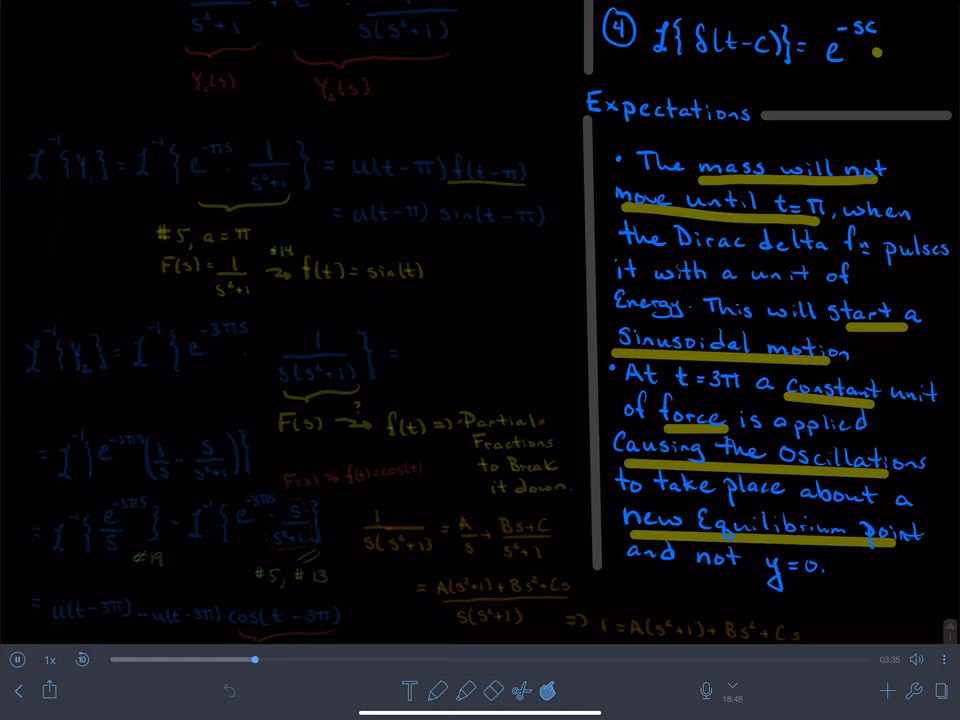 s²+1
s(s²+1)
Y₁(s)
Y₂(s)
ℒ⁻¹{Y₁} = ℒ⁻¹{e^-πs · 1/(s²+1)} = u(t-π) f(t-π)
= u(t-π) sin(t-π)
#5, a = π
F(s) = 1/(s²+1) #14 → f(t) = sin(t)
ℒ⁻¹{Y₂} = ℒ⁻¹{e^-3πs · 1/(s(s²+1))} =
F(s) ?→ f(t) => Partial
Fractions
to Break
it down.
= ℒ⁻¹{e^-3πs (1/s - s/(s²+1))}
F(s) → f(t) = cos(t)
= ℒ⁻¹{e^-3πs/s} - ℒ⁻¹{e^-3πs · s/(s²+1)}
#19
#5, #13
= u(t-3π) - u(t-3π) cos(t-3π)
1/(s(s²+1)) = A/s + (Bs+C)/(s²+1)
= (A(s²+1) + Bs² + Cs)/(s(s²+1))
=> 1 = A(s²+1) + Bs² + Cs
④ ℒ{δ(t-c)} = e^-sc
Expectations
• The mass will not
move until t = π, when
the Dirac delta fn pulses
it with a unit of
Energy. This will start a
sinusoidal motion
• At t = 3π a constant unit
of force is applied
Causing the Oscillations
to take place about a
new Equilibrium point
and not y = 0.
1x
10
03:35
T
18:48